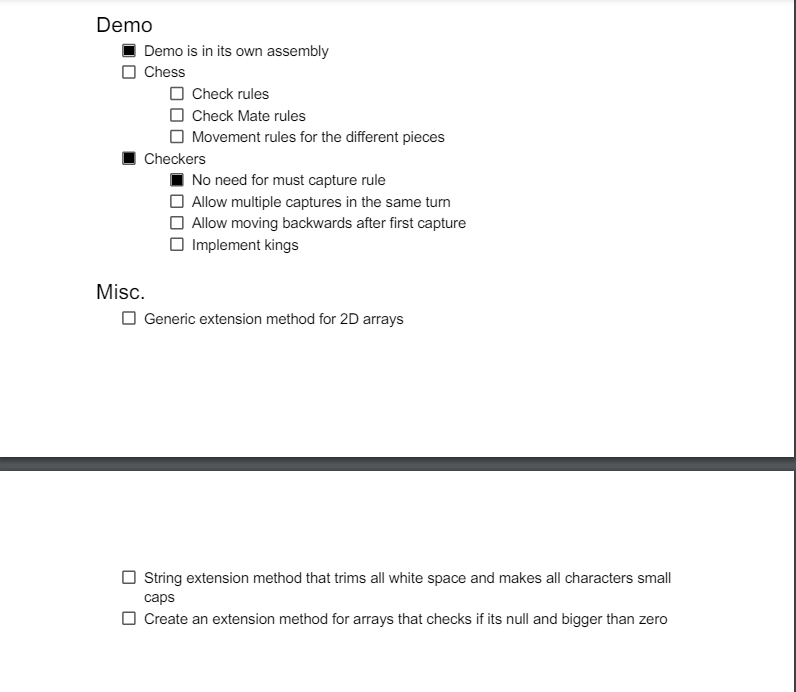 Demo
Demo is in its own assembly
Chess
Check rules
Check Mate rules
Movement rules for the different pieces
Checkers
No need for must capture rule
Allow multiple captures in the same turn
Allow moving backwards after first capture
Implement kings
Misc.
Generic extension method for 2D arrays
String extension method that trims all white space and makes all characters small
caps
Create an extension method for arrays that checks if its null and bigger than zero